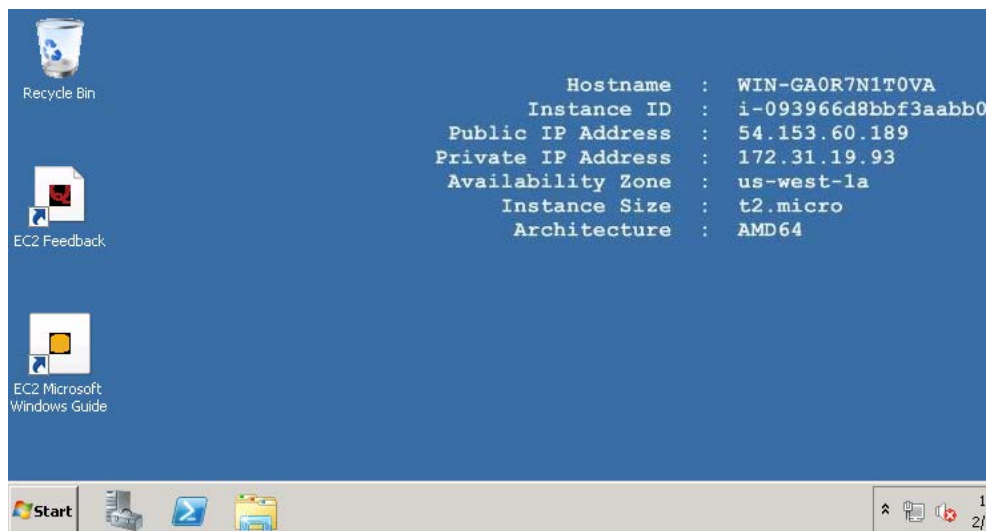 Recycle Bin
Hostname : WIN-GA0R7N1T0VA
Instance ID : i-093966d8bbf3aabb0
Public IP Address : 54.153.60.189
Private IP Address : 172.31.19.93
Availability Zone : us-west-1a
Instance Size : t2.micro
Architecture : AMD64
EC2 Feedback
EC2 Microsoft
Windows Guide
Start
1
2/